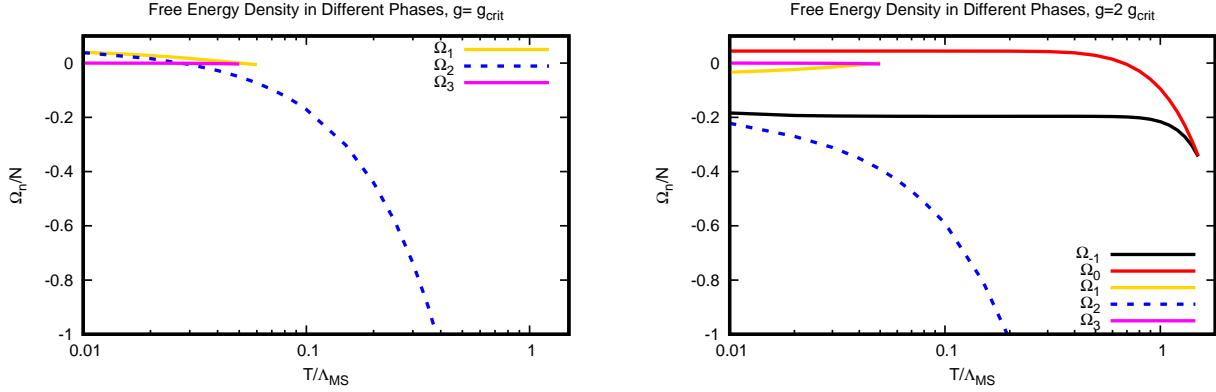 Free Energy Density in Different Phases, g= g_crit
Ω_n/N
0
-0.2
-0.4
-0.6
-0.8
-1
0.01
0.1
1
T/Λ_MS
Ω_1
Ω_2
Ω_3
Free Energy Density in Different Phases, g=2 g_crit
Ω_n/N
0
-0.2
-0.4
-0.6
-0.8
-1
0.01
0.1
1
T/Λ_MS
Ω_-1
Ω_0
Ω_1
Ω_2
Ω_3